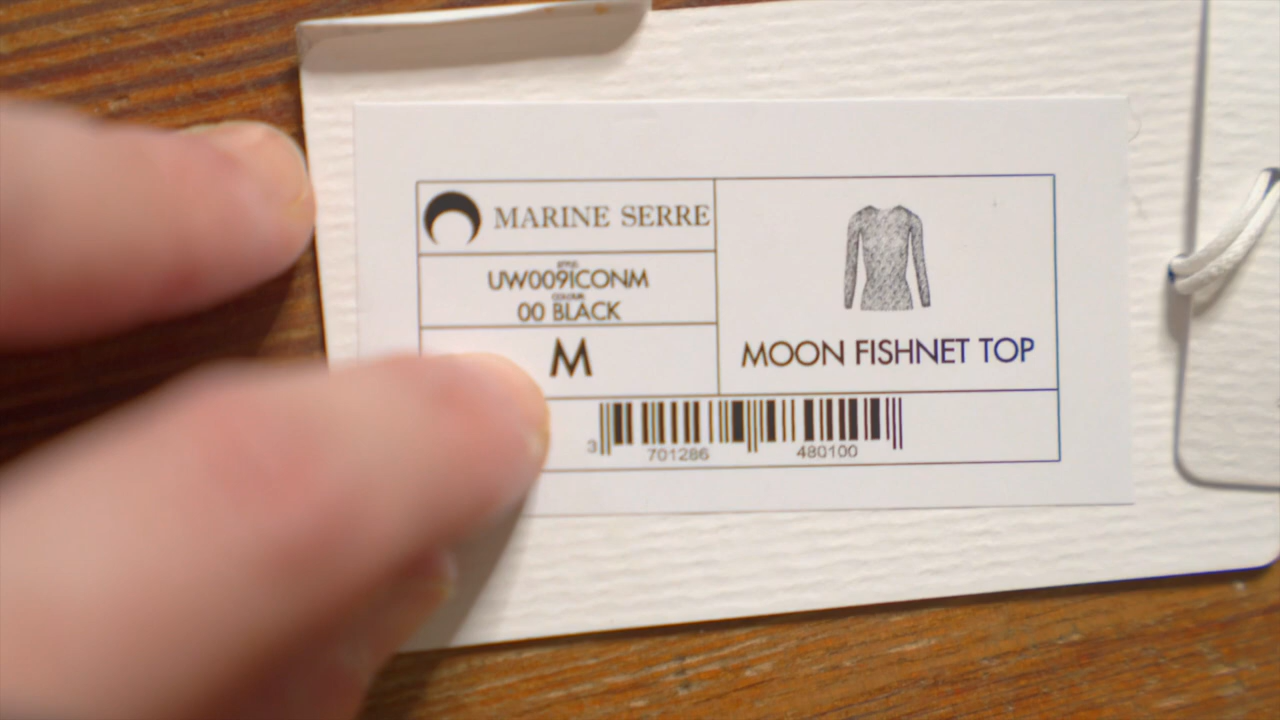 MARINE SERRE
STYLE
UW009ICONM
COLOUR
00 BLACK
M
MOON FISHNET TOP
3 701286 480100